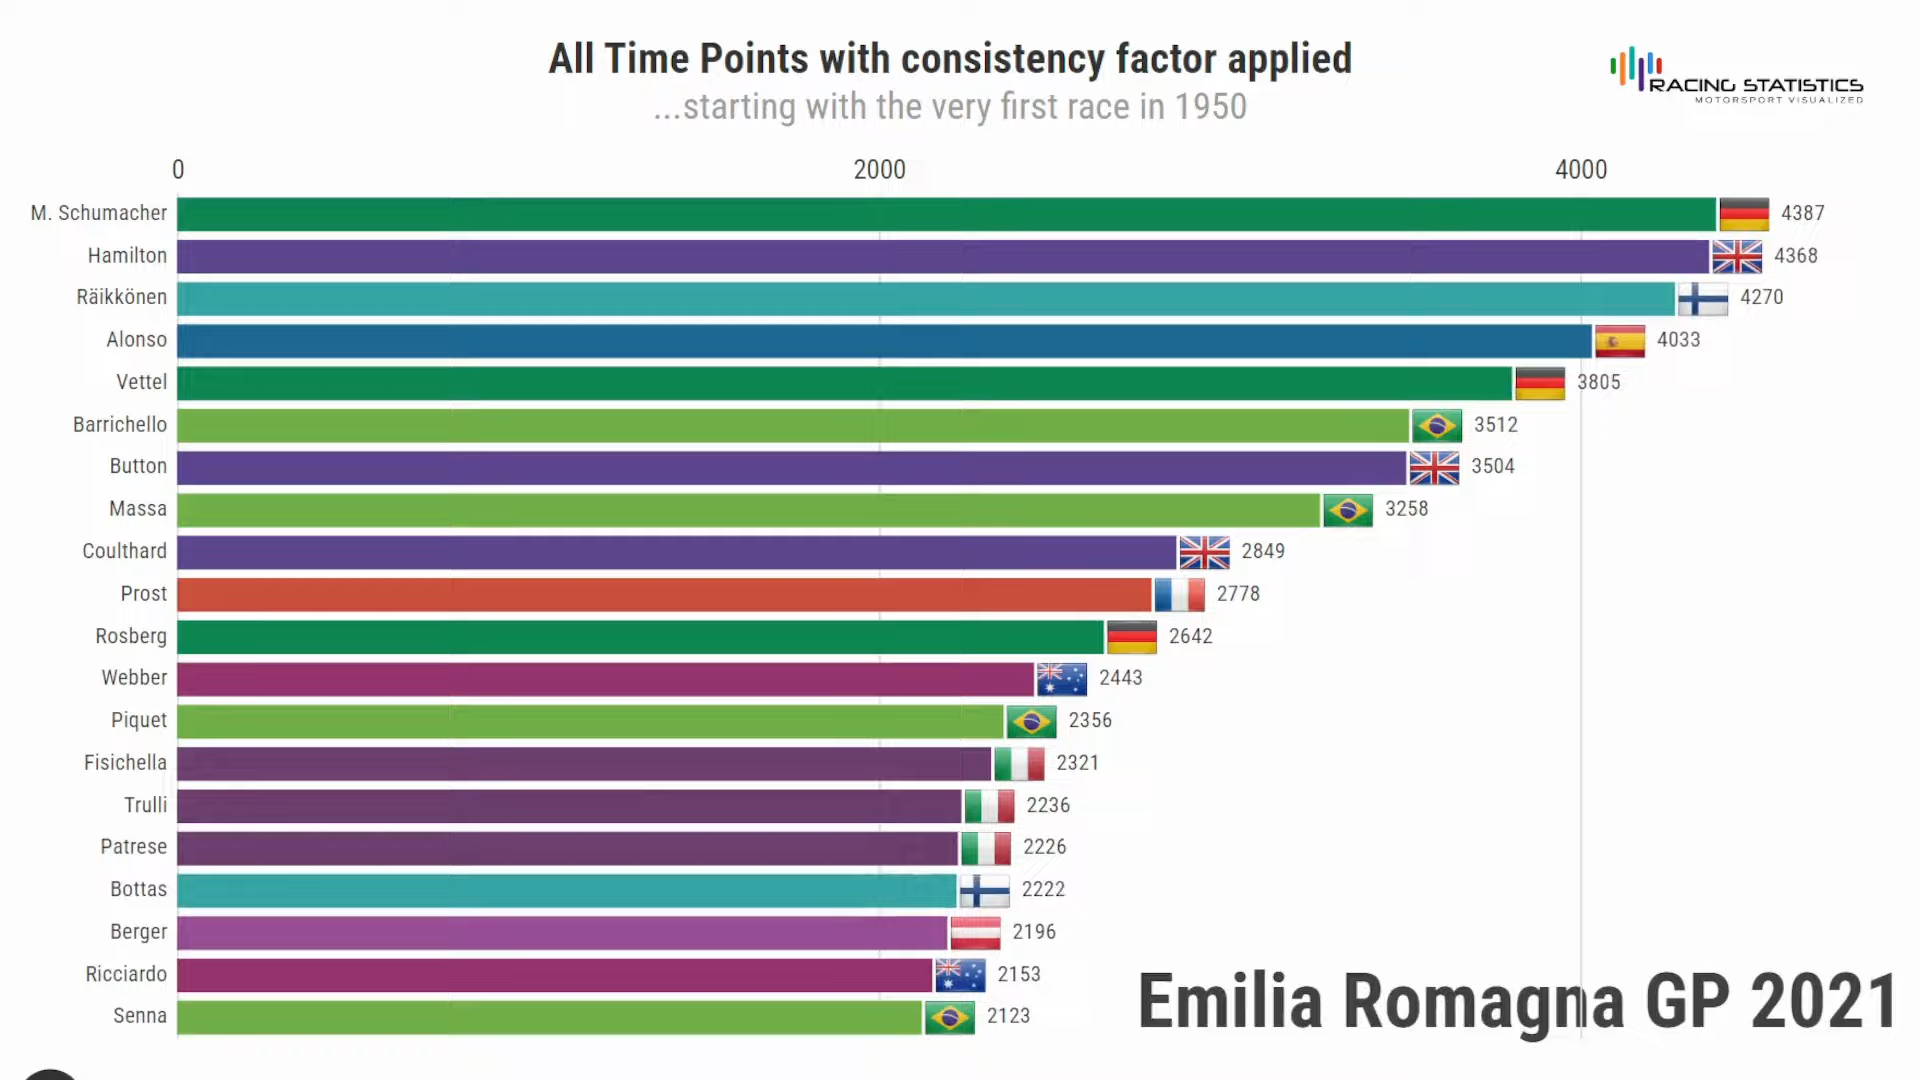 All Time Points with consistency factor applied
...starting with the very first race in 1950
RACING STATISTICS
MOTORSPORT VISUALIZED
0 2000 4000
M. Schumacher 4387
Hamilton 4368
Räikkönen 4270
Alonso 4033
Vettel 3805
Barrichello 3512
Button 3504
Massa 3258
Coulthard 2849
Prost 2778
Rosberg 2642
Webber 2443
Piquet 2356
Fisichella 2321
Trulli 2236
Patrese 2226
Bottas 2222
Berger 2196
Ricciardo 2153
Senna 2123
Emilia Romagna GP 2021